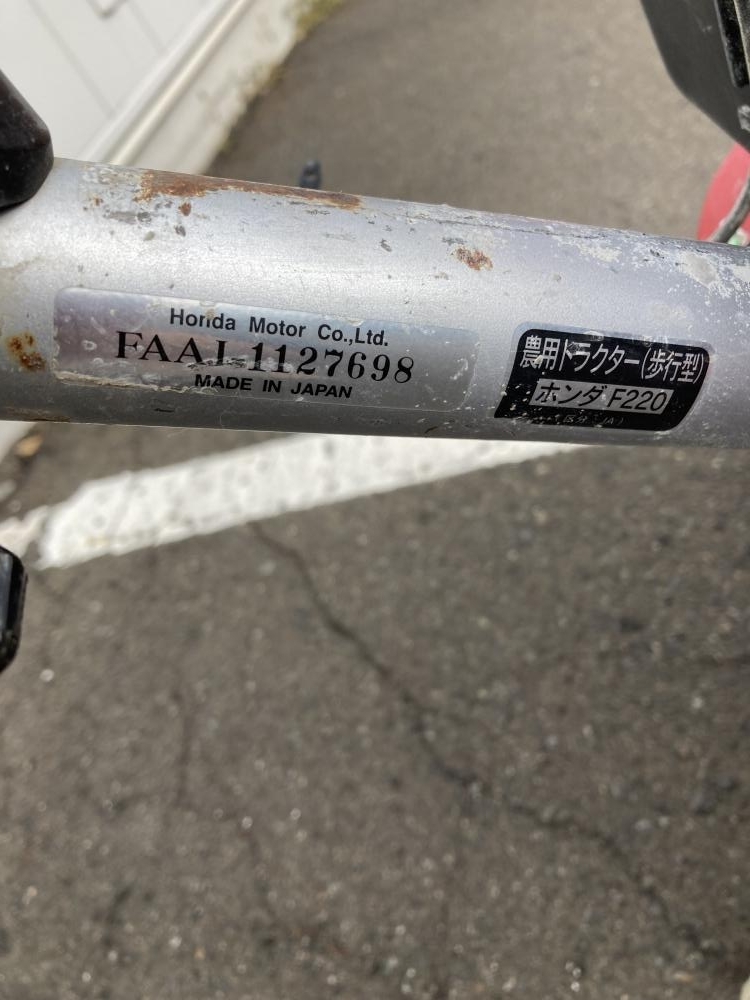 Honda Motor Co.,Ltd.
FAAJ-1127698
MADE IN JAPAN
農用トラクター(歩行型)
ホンダ F220